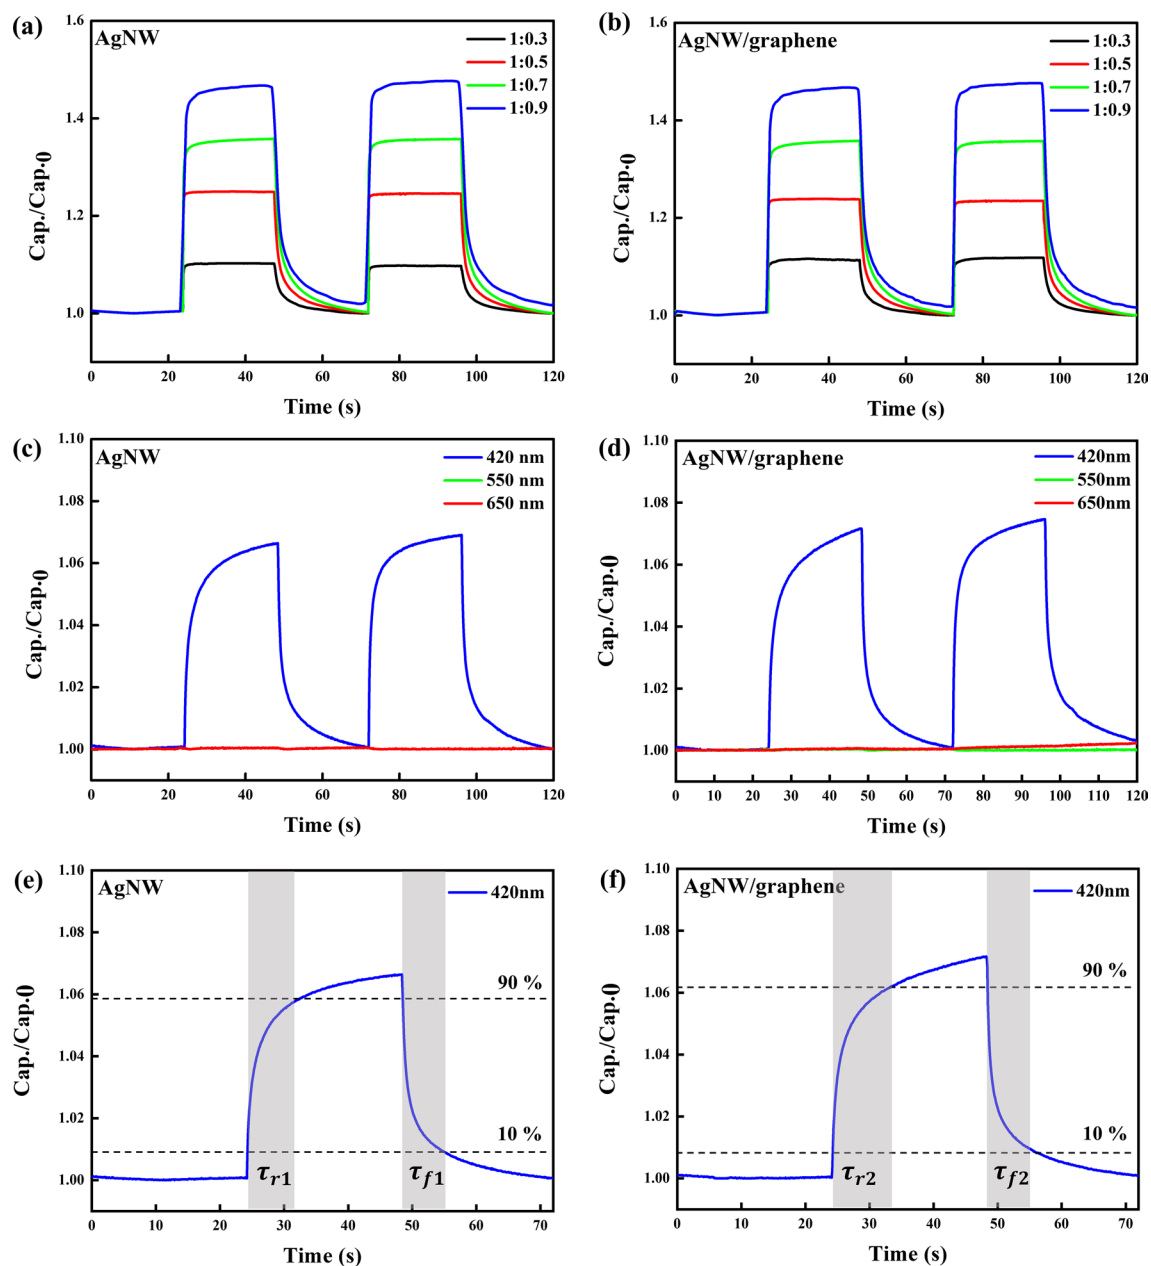 (a)
AgNW
1:0.3
1:0.5
1:0.7
1:0.9
1.6
1.4
1.2
1.0
Cap./Cap.0
0 20 40 60 80 100 120
Time (s)
(b)
AgNW/graphene
1:0.3
1:0.5
1:0.7
1:0.9
1.6
1.4
1.2
1.0
Cap./Cap.0
0 20 40 60 80 100 120
Time (s)
(c)
AgNW
420 nm
550 nm
650 nm
1.10
1.08
1.06
1.04
1.02
1.00
Cap./Cap.0
0 20 40 60 80 100 120
Time (s)
(d)
AgNW/graphene
420nm
550nm
650nm
1.10
1.08
1.06
1.04
1.02
1.00
Cap./Cap.0
0 10 20 30 40 50 60 70 80 90 100 110 120
Time (s)
(e)
AgNW
420nm
1.10
1.08
1.06
1.04
1.02
1.00
Cap./Cap.0
90 %
10 %
τr1 τf1
0 10 20 30 40 50 60 70
Time (s)
(f)
AgNW/graphene
420nm
1.10
1.08
1.06
1.04
1.02
1.00
Cap./Cap.0
90 %
10 %
τr2 τf2
0 10 20 30 40 50 60 70
Time (s)